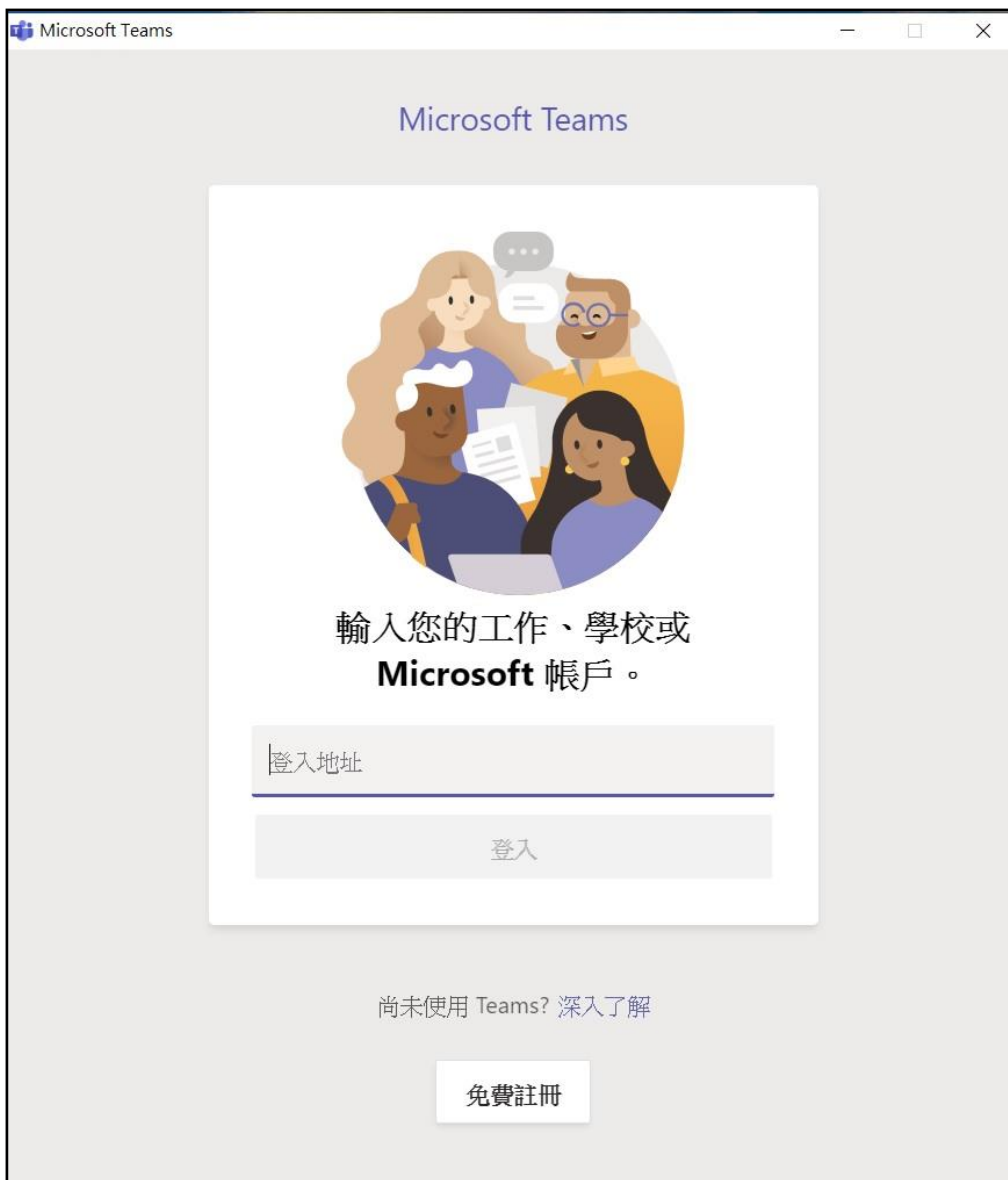 Microsoft Teams
Microsoft Teams
輸入您的工作、學校或
Microsoft 帳戶。
登入地址
登入
尚未使用 Teams? 深入了解
免費註冊